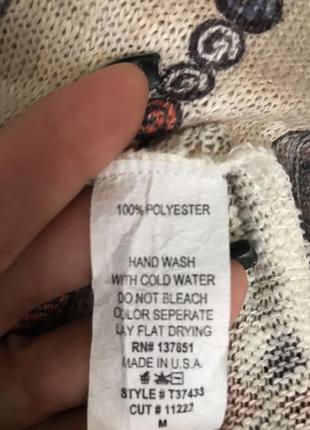 100% POLYESTER
HAND WASH
WITH COLD WATER
DO NOT BLEACH
COLOR SEPERATE
LAY FLAT DRYING
RN# 137851
MADE IN U.S.A.
STYLE # T37433
CUT # 11222
M